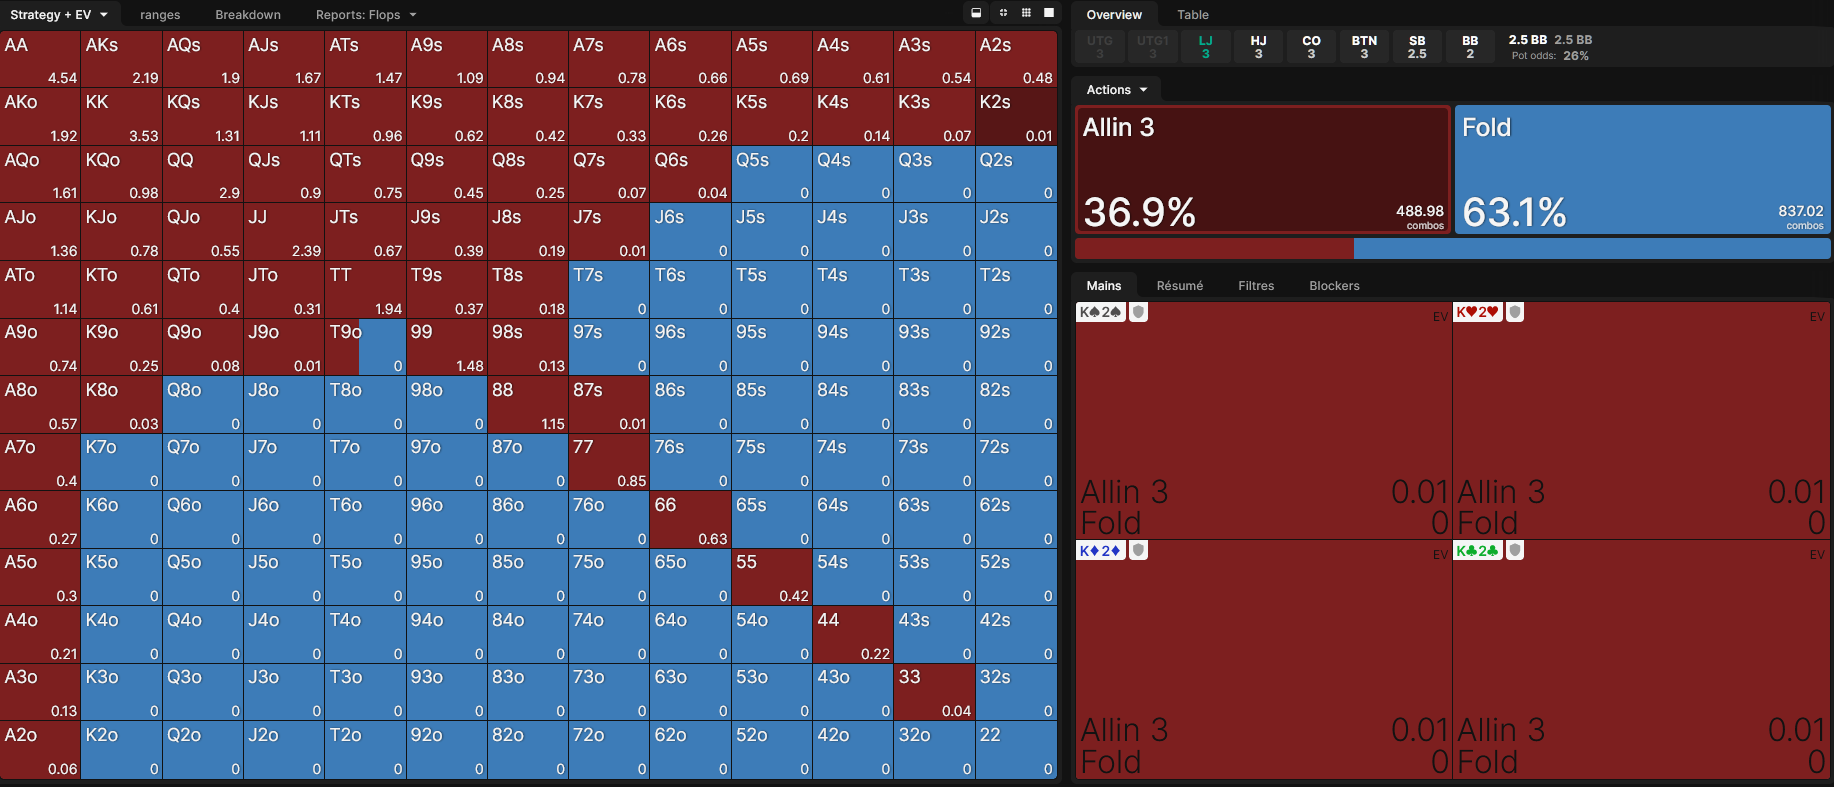 Strategy + EV ranges Breakdown Reports: Flops
AA AKs AQs AJs ATs A9s A8s A7s A6s A5s A4s A3s A2s
4.54 2.19 1.9 1.67 1.47 1.09 0.94 0.78 0.66 0.69 0.61 0.54 0.48
AKo KK KQs KJs KTs K9s K8s K7s K6s K5s K4s K3s K2s
1.92 3.53 1.31 1.11 0.96 0.62 0.42 0.33 0.26 0.2 0.14 0.07 0.01
AQo KQo QQ QJs QTs Q9s Q8s Q7s Q6s Q5s Q4s Q3s Q2s
1.61 0.98 2.9 0.9 0.75 0.45 0.25 0.07 0.04 0 0 0 0
AJo KJo QJo JJ JTs J9s J8s J7s J6s J5s J4s J3s J2s
1.36 0.78 0.55 2.39 0.67 0.39 0.19 0.01 0 0 0 0 0
ATo KTo QTo JTo TT T9s T8s T7s T6s T5s T4s T3s T2s
1.14 0.61 0.4 0.31 1.94 0.37 0.18 0 0 0 0 0 0
A9o K9o Q9o J9o T9o 99 98s 97s 96s 95s 94s 93s 92s
0.74 0.25 0.08 0.01 0 1.48 0.13 0 0 0 0 0 0
A8o K8o Q8o J8o T8o 98o 88 87s 86s 85s 84s 83s 82s
0.57 0.03 0 0 0 0 1.15 0.01 0 0 0 0 0
A7o K7o Q7o J7o T7o 97o 87o 77 76s 75s 74s 73s 72s
0.4 0 0 0 0 0 0 0.85 0 0 0 0 0
A6o K6o Q6o J6o T6o 96o 86o 76o 66 65s 64s 63s 62s
0.27 0 0 0 0 0 0 0 0.63 0 0 0 0
A5o K5o Q5o J5o T5o 95o 85o 75o 65o 55 54s 53s 52s
0.3 0 0 0 0 0 0 0 0 0.42 0 0 0
A4o K4o Q4o J4o T4o 94o 84o 74o 64o 54o 44 43s 42s
0.21 0 0 0 0 0 0 0 0 0 0.22 0 0
A3o K3o Q3o J3o T3o 93o 83o 73o 63o 53o 43o 33 32s
0.13 0 0 0 0 0 0 0 0 0 0 0.04 0
A2o K2o Q2o J2o T2o 92o 82o 72o 62o 52o 42o 32o 22
0.06 0 0 0 0 0 0 0 0 0 0 0 0
Overview Table
UTG UTG1 LJ HJ CO BTN SB BB 2.5 BB 2.5 BB
3 3 3 3 3 3 2.5 2 Pot odds: 26%
Actions
Allin 3 Fold
36.9% 488.98 combos 63.1% 837.02 combos
Mains Résumé Filtres Blockers
K♠2♠ EV K♥2♥ EV
Allin 3 0.01 Allin 3 0.01
Fold 0 Fold 0
K♦2♦ EV K♣2♣ EV
Allin 3 0.01 Allin 3 0.01
Fold 0 Fold 0